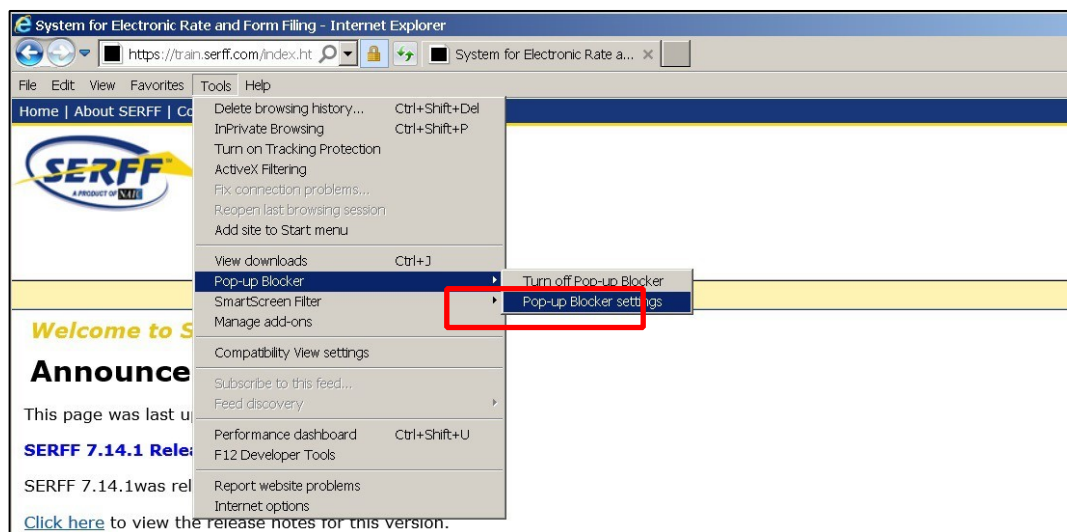 System for Electronic Rate and Form Filing - Internet Explorer
https://train.serff.com/index.ht
System for Electronic Rate a...
File Edit View Favorites Tools Help
Home | About SERFF | Co
SERFF
A PRODUCT OF NAIC
Delete browsing history... Ctrl+Shift+Del
InPrivate Browsing Ctrl+Shift+P
Turn on Tracking Protection
ActiveX Filtering
Fix connection problems...
Reopen last browsing session
Add site to Start menu
View downloads Ctrl+J
Pop-up Blocker
SmartScreen Filter
Manage add-ons
Compatibility View settings
Subscribe to this feed...
Feed discovery
Performance dashboard Ctrl+Shift+U
F12 Developer Tools
Report website problems
Internet options
Turn off Pop-up Blocker
Pop-up Blocker settings
Welcome to S
Announce
This page was last u
SERFF 7.14.1 Relea
SERFF 7.14.1was rel
Click here to view the release notes for this version.